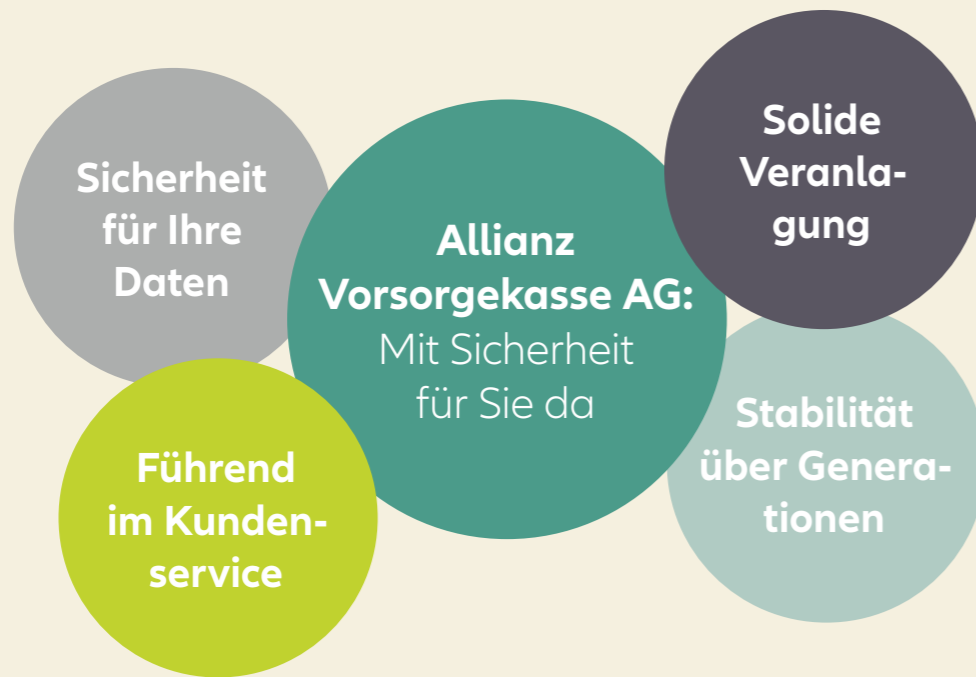 Sicherheit
für Ihre
Daten
Allianz
Vorsorgekasse AG:
Mit Sicherheit
für Sie da
Solide
Veranla-
gung
Führend
im Kunden-
service
Stabilität
über Genera-
tionen